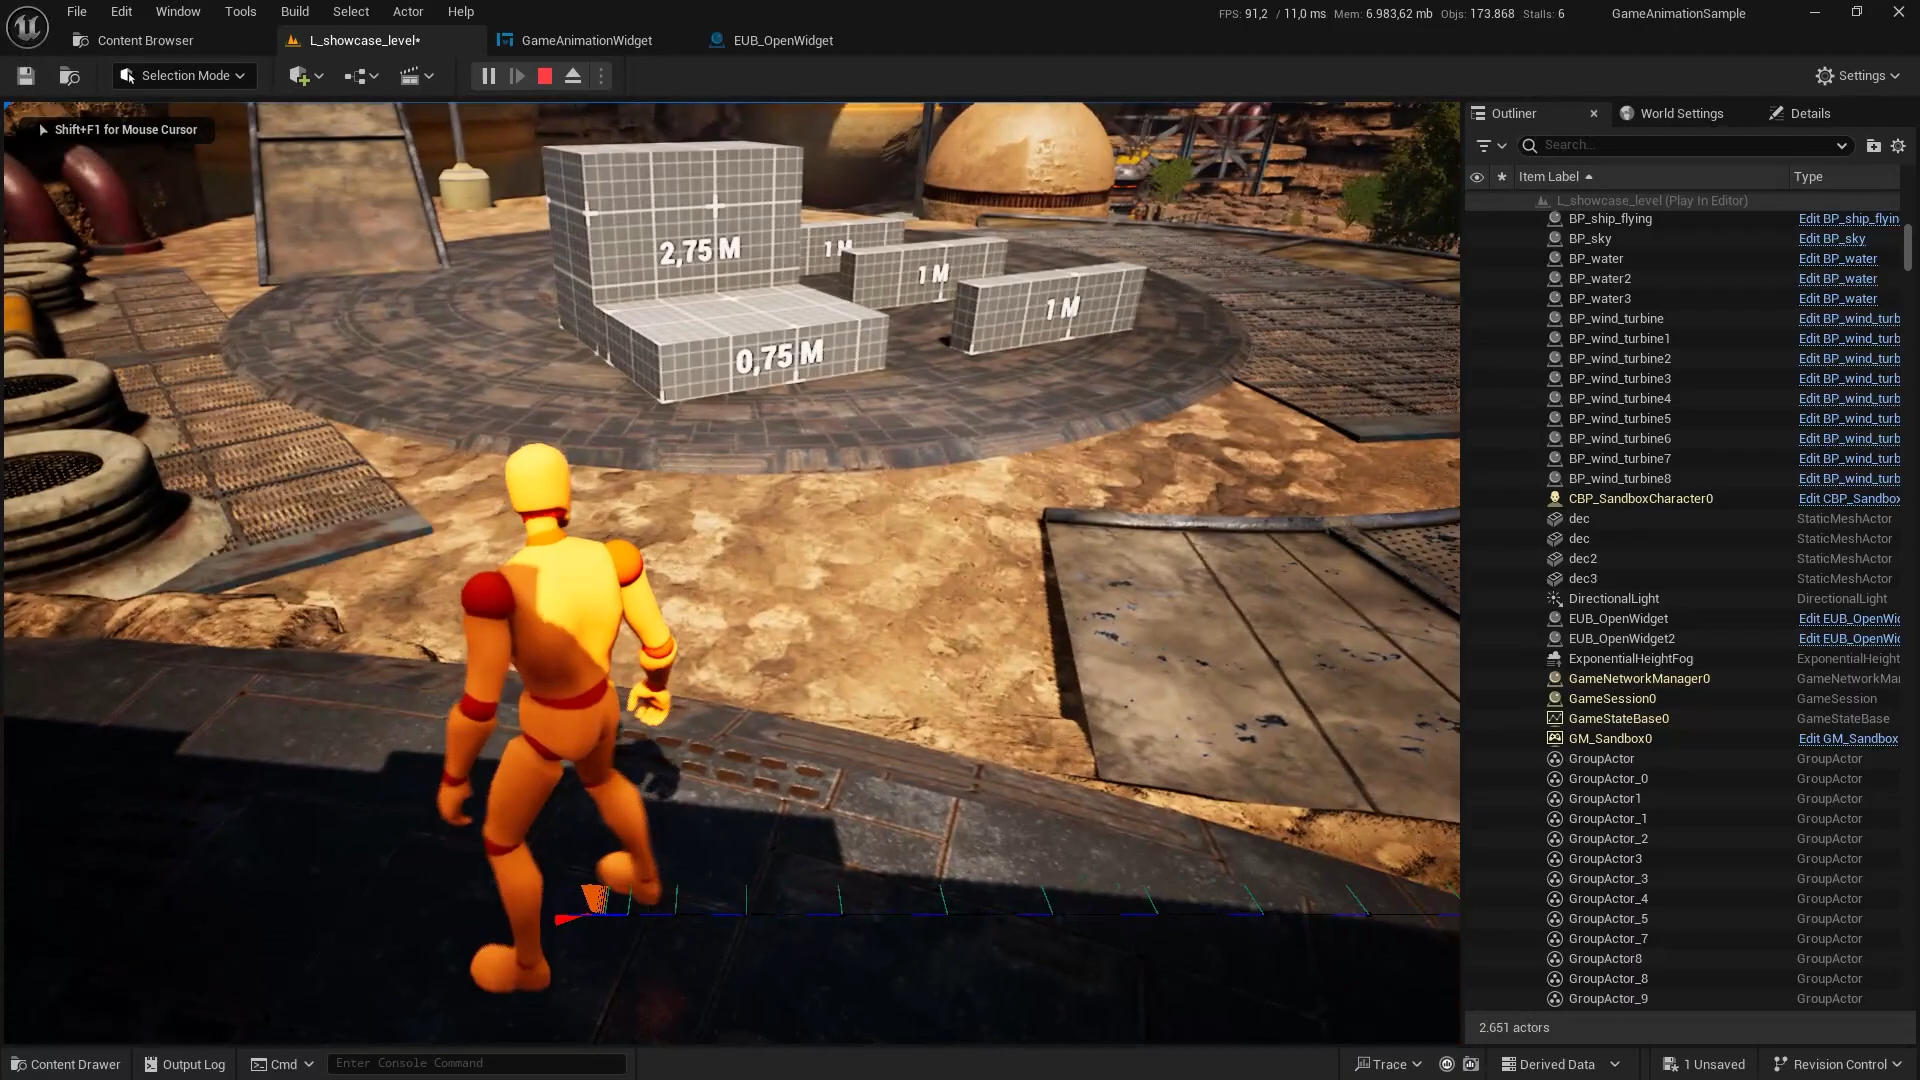 File Edit Window Tools Build Select Actor Help
FPS: 91,2 / 11,0 ms Mem: 6.983,62 mb Objs: 173.868 Stalls: 6
GameAnimationSample
Content Browser
L_showcase_level*
GameAnimationWidget
EUB_OpenWidget
Selection Mode
Settings
Shift+F1 for Mouse Cursor
2,75 M
1 M
1 M
1 M
0,75 M
Outliner
World Settings
Details
Search...
Item Label Type
L_showcase_level (Play In Editor)
BP_ship_flying Edit BP_ship_flyin
BP_sky Edit BP_sky
BP_water Edit BP_water
BP_water2 Edit BP_water
BP_water3 Edit BP_water
BP_wind_turbine Edit BP_wind_turb
BP_wind_turbine1 Edit BP_wind_turb
BP_wind_turbine2 Edit BP_wind_turb
BP_wind_turbine3 Edit BP_wind_turb
BP_wind_turbine4 Edit BP_wind_turb
BP_wind_turbine5 Edit BP_wind_turb
BP_wind_turbine6 Edit BP_wind_turb
BP_wind_turbine7 Edit BP_wind_turb
BP_wind_turbine8 Edit BP_wind_turb
CBP_SandboxCharacter0 Edit CBP_Sandbox
dec StaticMeshActor
dec StaticMeshActor
dec2 StaticMeshActor
dec3 StaticMeshActor
DirectionalLight DirectionalLight
EUB_OpenWidget Edit EUB_OpenWid
EUB_OpenWidget2 Edit EUB_OpenWid
ExponentialHeightFog ExponentialHeight
GameNetworkManager0 GameNetworkMar
GameSession0 GameSession
GameStateBase0 GameStateBase
GM_Sandbox0 Edit GM_Sandbox
GroupActor GroupActor
GroupActor_0 GroupActor
GroupActor1 GroupActor
GroupActor_1 GroupActor
GroupActor_2 GroupActor
GroupActor3 GroupActor
GroupActor_3 GroupActor
GroupActor_4 GroupActor
GroupActor_5 GroupActor
GroupActor_7 GroupActor
GroupActor8 GroupActor
GroupActor_8 GroupActor
GroupActor_9 GroupActor
2.651 actors
Content Drawer Output Log Cmd Enter Console Command
Trace Derived Data 1 Unsaved Revision Control